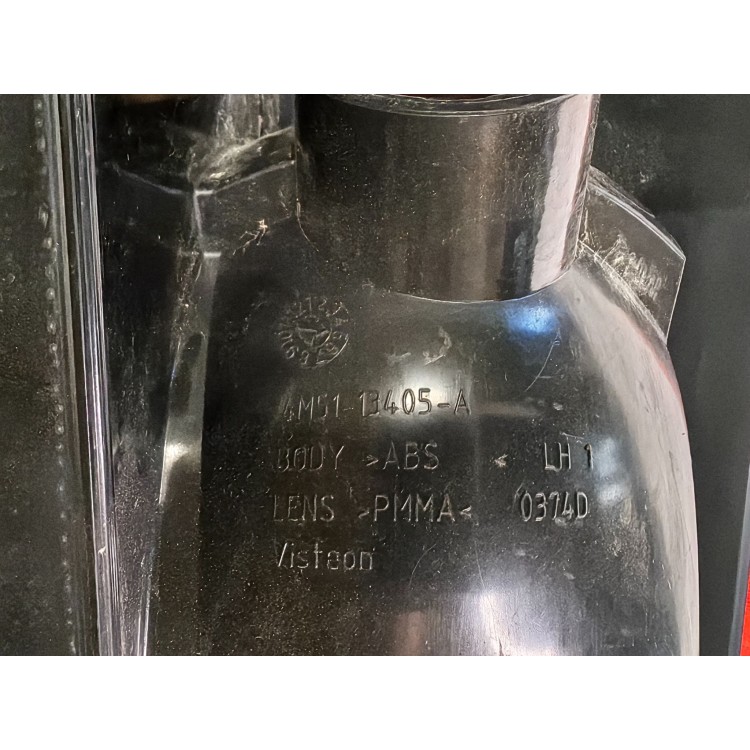 4M51-13405-A
BODY >ABS < LH 1
LENS >PMMA< 0374D
Visteon